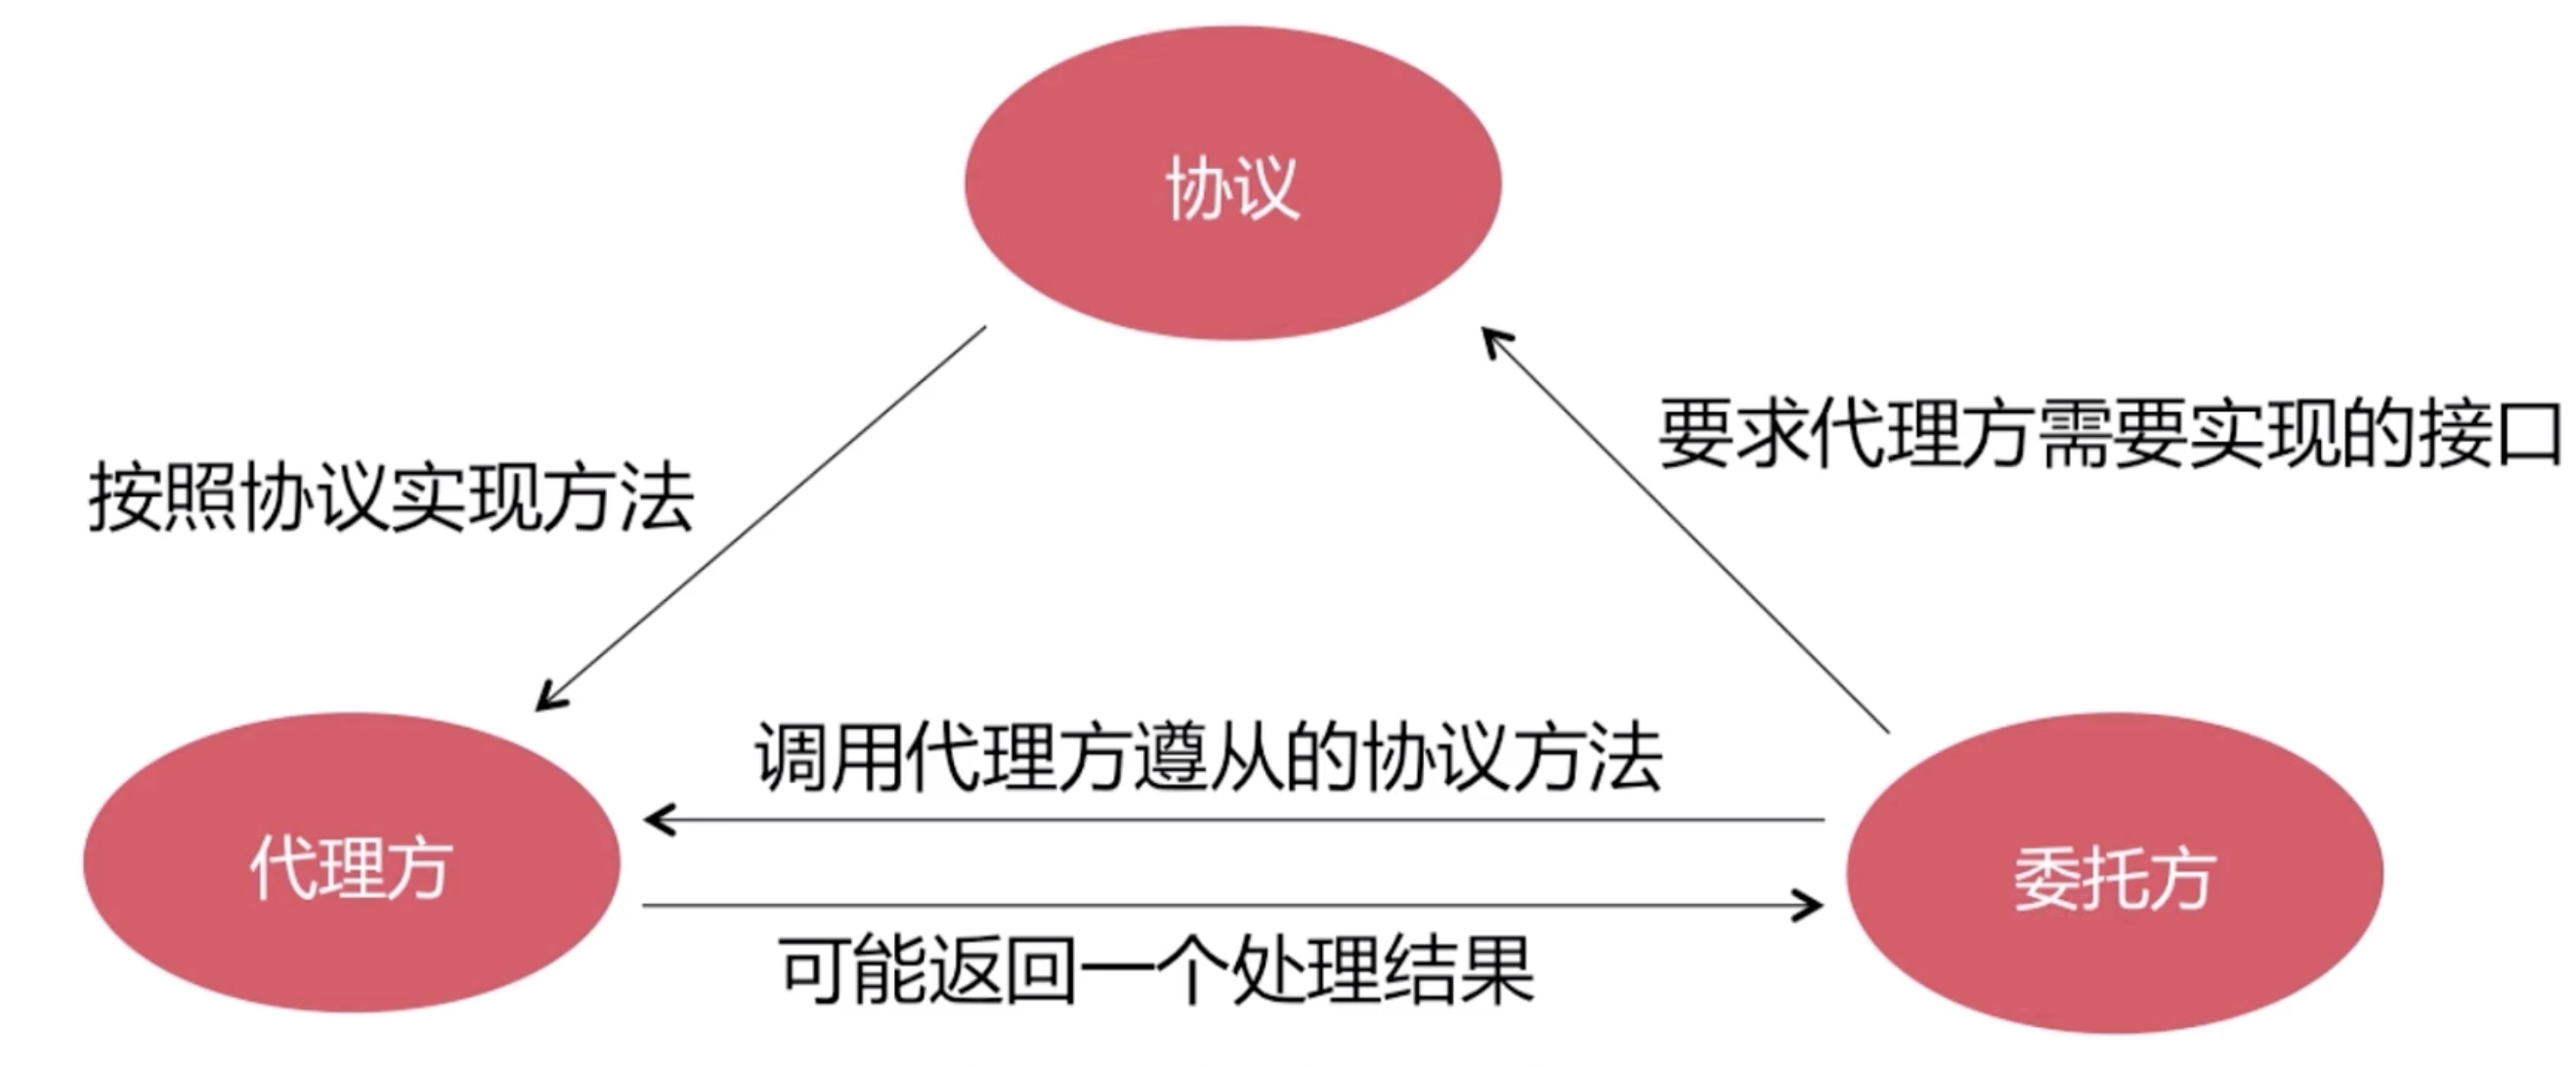 协议
要求代理方需要实现的接口
按照协议实现方法
调用代理方遵从的协议方法
代理方
委托方
可能返回一个处理结果